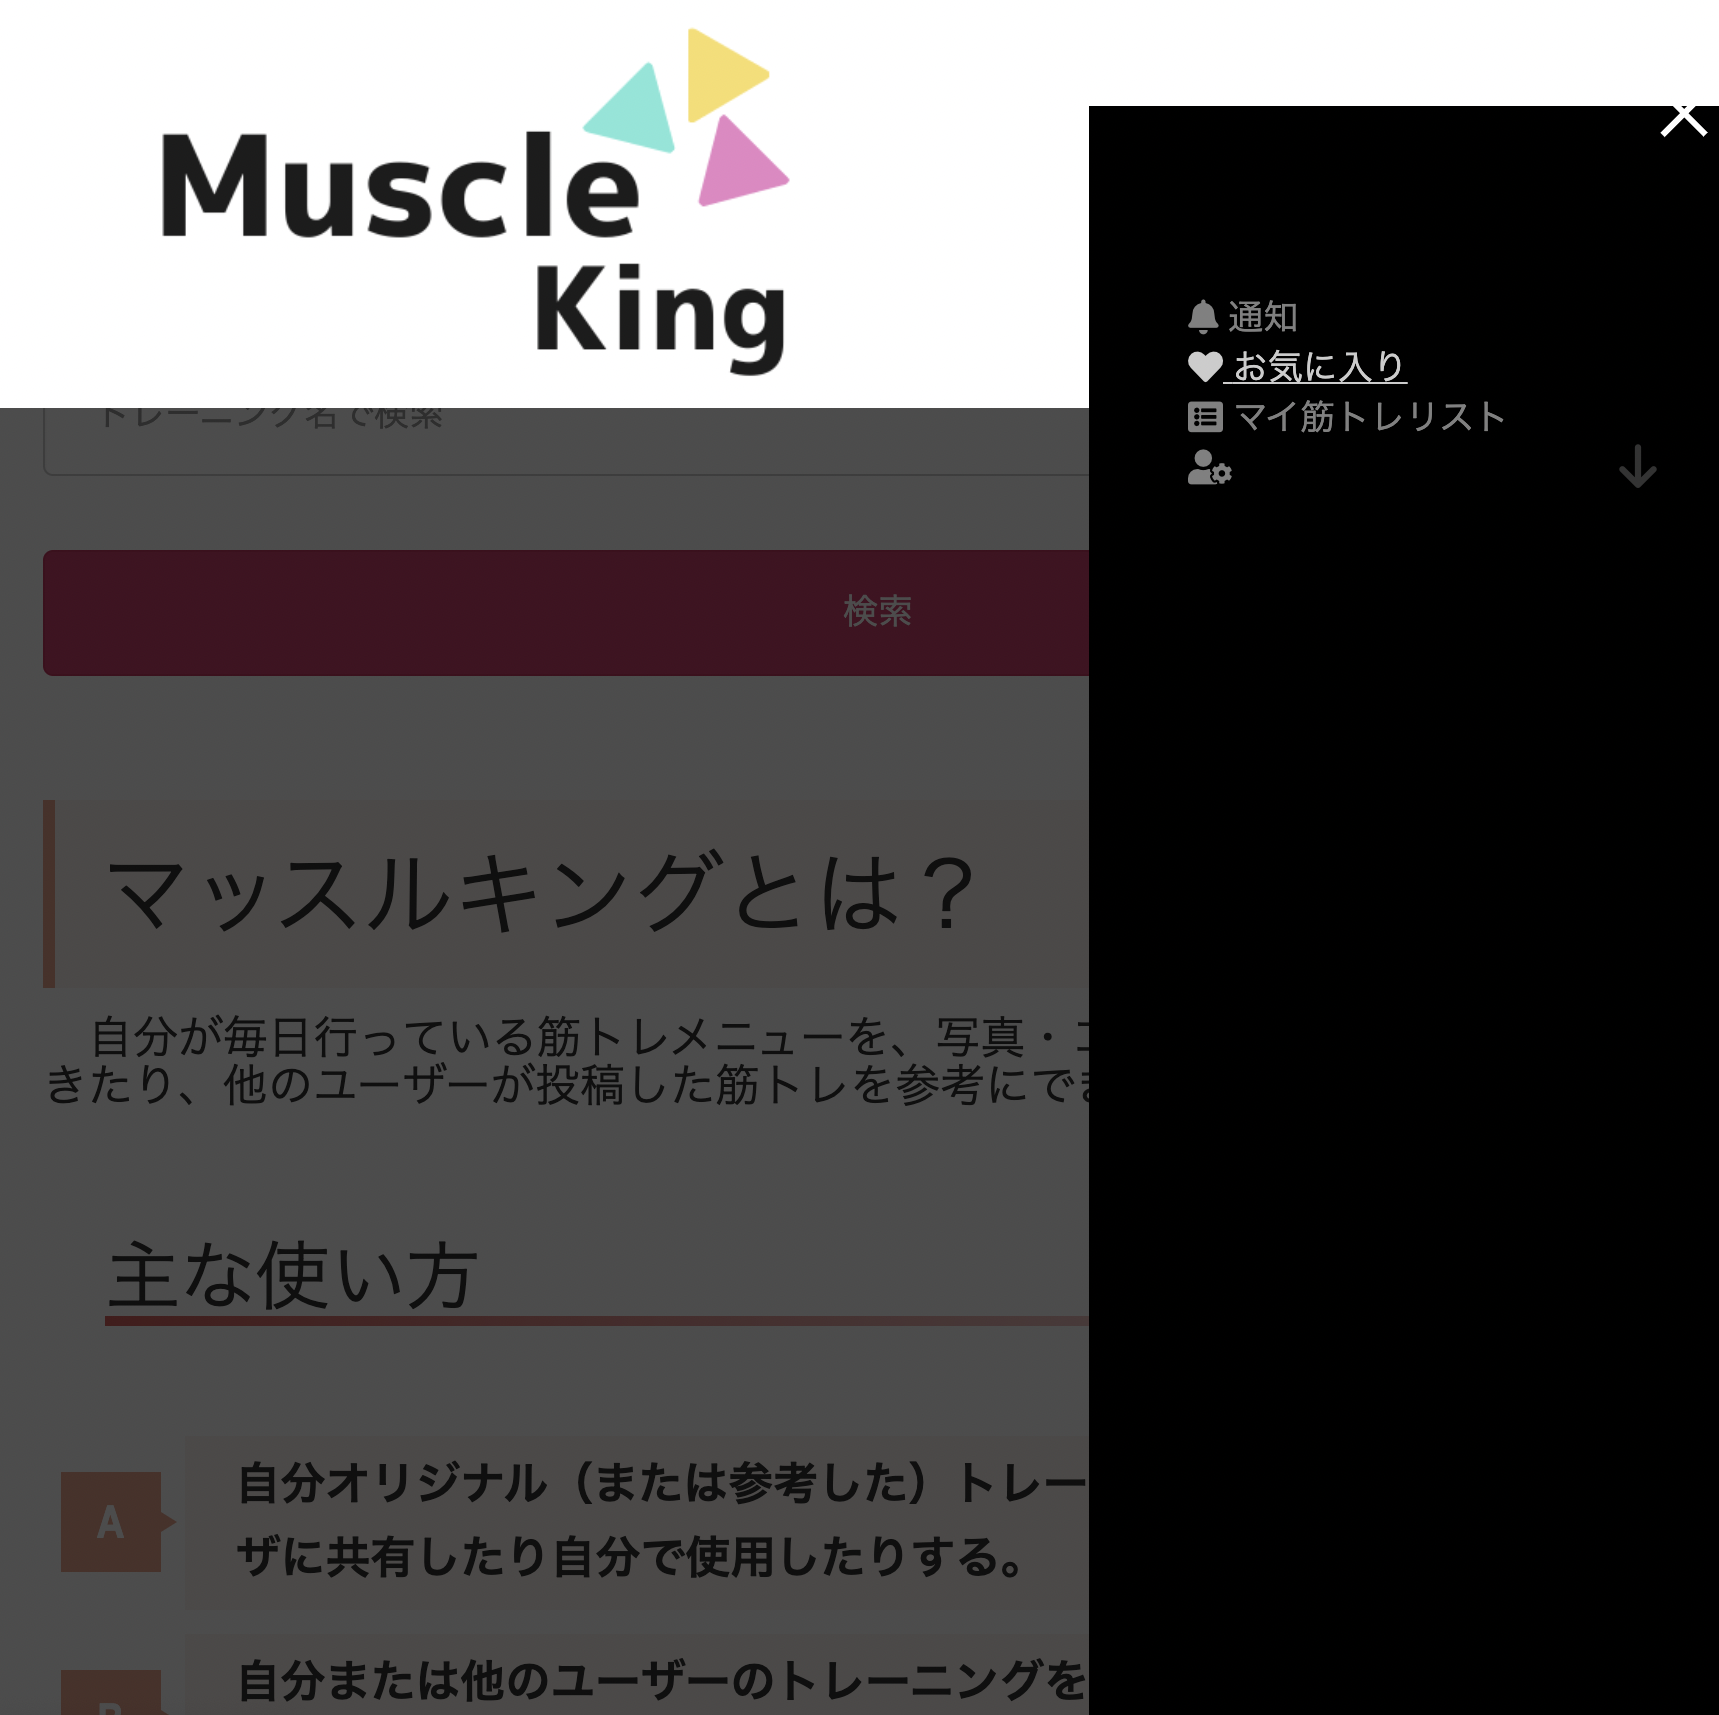 Muscle
King
トレーニング名で検索
検索
マッスルキングとは？
自分が毎日行っている筋トレメニューを、写真・コ
きたり、他のユーザーが投稿した筋トレを参考にでき
主な使い方
A
自分オリジナル（または参考した）トレー
ザに共有したり自分で使用したりする。
B
自分または他のユーザーのトレーニングを
通知
お気に入り
マイ筋トレリスト